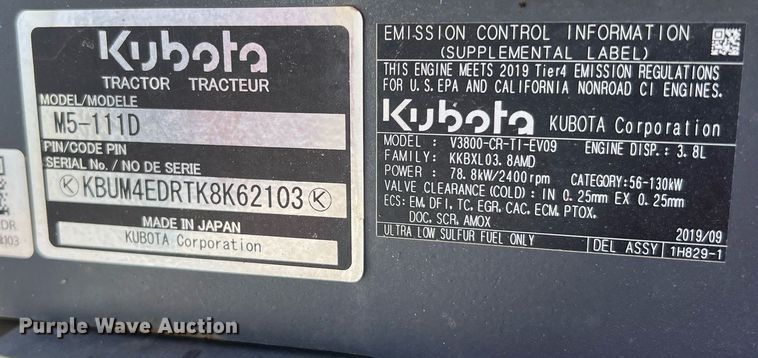 Kubota
TRACTOR TRACTEUR
MODEL/MODELE
M5-111D
PIN/CODE PIN
SERIAL No. / NO DE SERIE
K KBUM4EDRTK8K62103 K
MADE IN JAPAN
KUBOTA Corporation
EMISSION CONTROL INFORMATION
(SUPPLEMENTAL LABEL)
THIS ENGINE MEETS 2019 Tier4 EMISSION REGULATIONS
FOR U.S. EPA AND CALIFORNIA NONROAD CI ENGINES.
Kubota KUBOTA Corporation
MODEL : V3800-CR-TI-EV09 ENGINE DISP.: 3.8L
FAMILY: KKBXL03.8AMD
POWER : 78.8kW/2400 rpm CATEGORY:56-130kW
VALVE CLEARANCE (COLD) : IN 0.25mm EX 0.25mm
ECS: EM, DFI, TC, EGR, CAC, ECM, PTOX,
DOC, SCR, AMOX
2019/09
ULTRA LOW SULFUR FUEL ONLY DEL ASSY 1H829-1
DR
3103
Purple Wave Auction